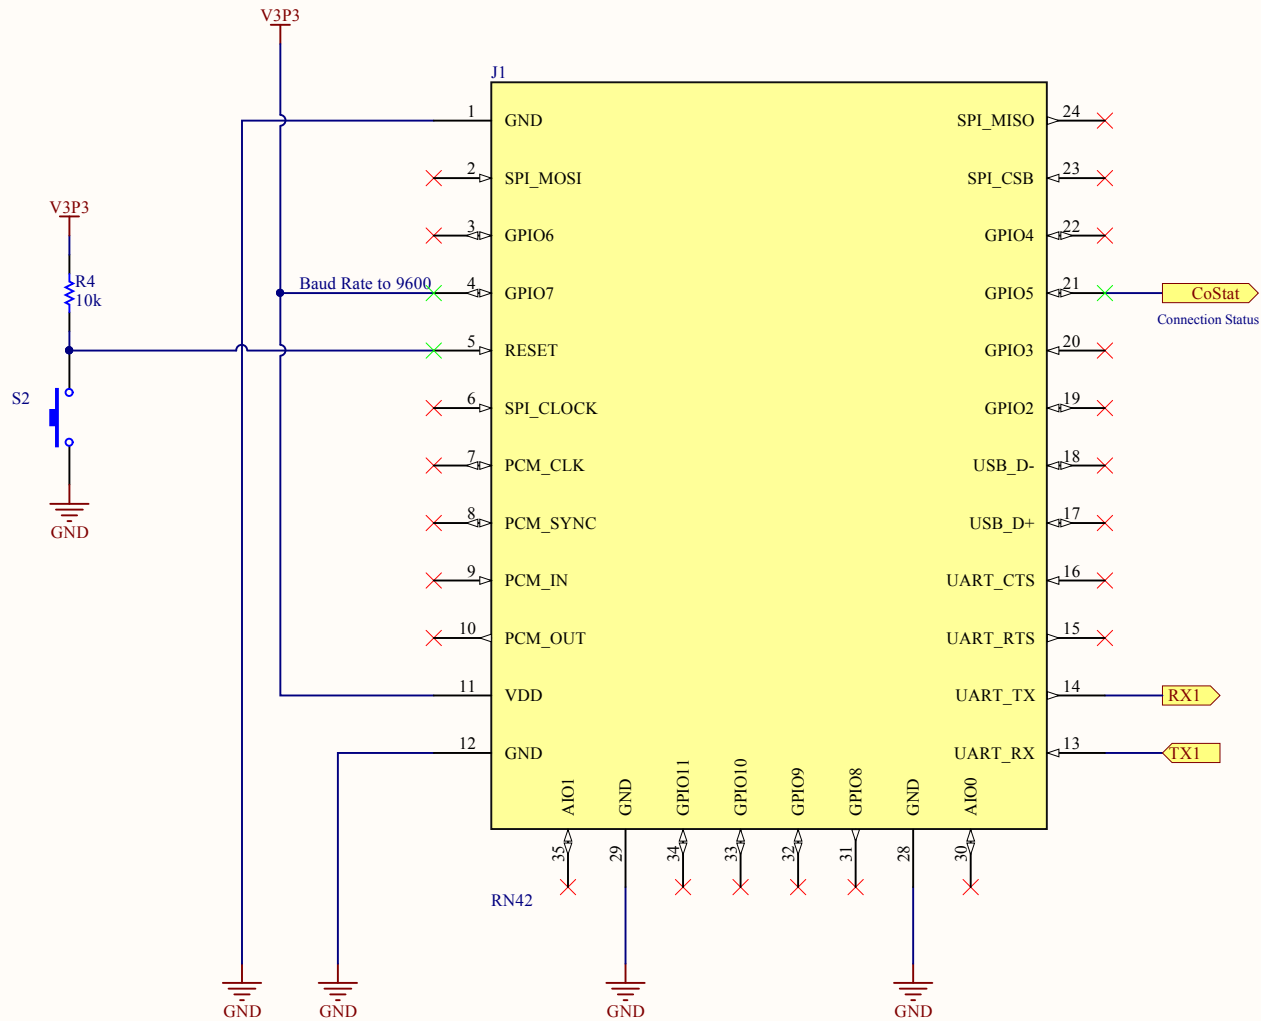 V3P3
J1
1 GND
SPI_MISO 24
2 SPI_MOSI
SPI_CSB 23
V3P3
3 GPIO6
GPIO4 22
R4
10k
Baud Rate to 9600
4 GPIO7
GPIO5 21
CoStat
Connection Status
5 RESET
GPIO3 20
S2
6 SPI_CLOCK
GPIO2 19
7 PCM_CLK
USB_D- 18
8 PCM_SYNC
USB_D+ 17
GND
9 PCM_IN
UART_CTS 16
10 PCM_OUT
UART_RTS 15
11 VDD
UART_TX 14
RX1
12 GND
UART_RX 13
TX1
AIO1
GND
GPIO11
GPIO10
GPIO9
GPIO8
GND
AIO0
35
29
34
33
32
31
28
30
RN42
GND
GND
GND
GND